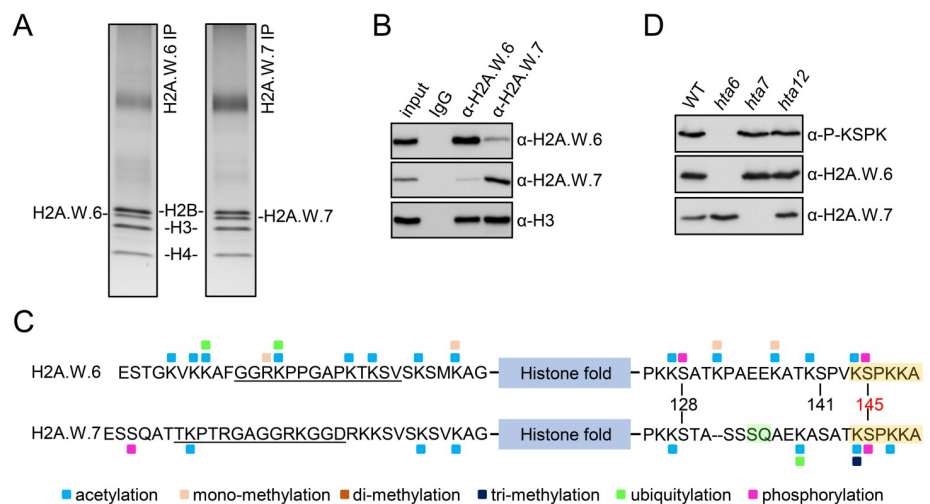 A
H2A.W.6 IP
H2A.W.7 IP
H2A.W.6-
-H2B-
-H2A.W.7
-H3-
-H4-
B
input
IgG
α-H2A.W.6
α-H2A.W.7
α-H2A.W.6
α-H2A.W.7
α-H3
D
WT
hta6
hta7
hta12
α-P-KSPK
α-H2A.W.6
α-H2A.W.7
C
H2A.W.6 ESTGKVKKAFGGRKPPGAPKTKSVSKSMKAG Histone fold PKKSATKPAEEKATKSPVKSPKKA
128 141 145
H2A.W.7 ESSQATTKPTRGAGGRKGGDRKKSVSKSVKAG Histone fold PKKSTA--SSSSQAEKASATKSPKKA
acetylation mono-methylation di-methylation tri-methylation ubiquitylation phosphorylation